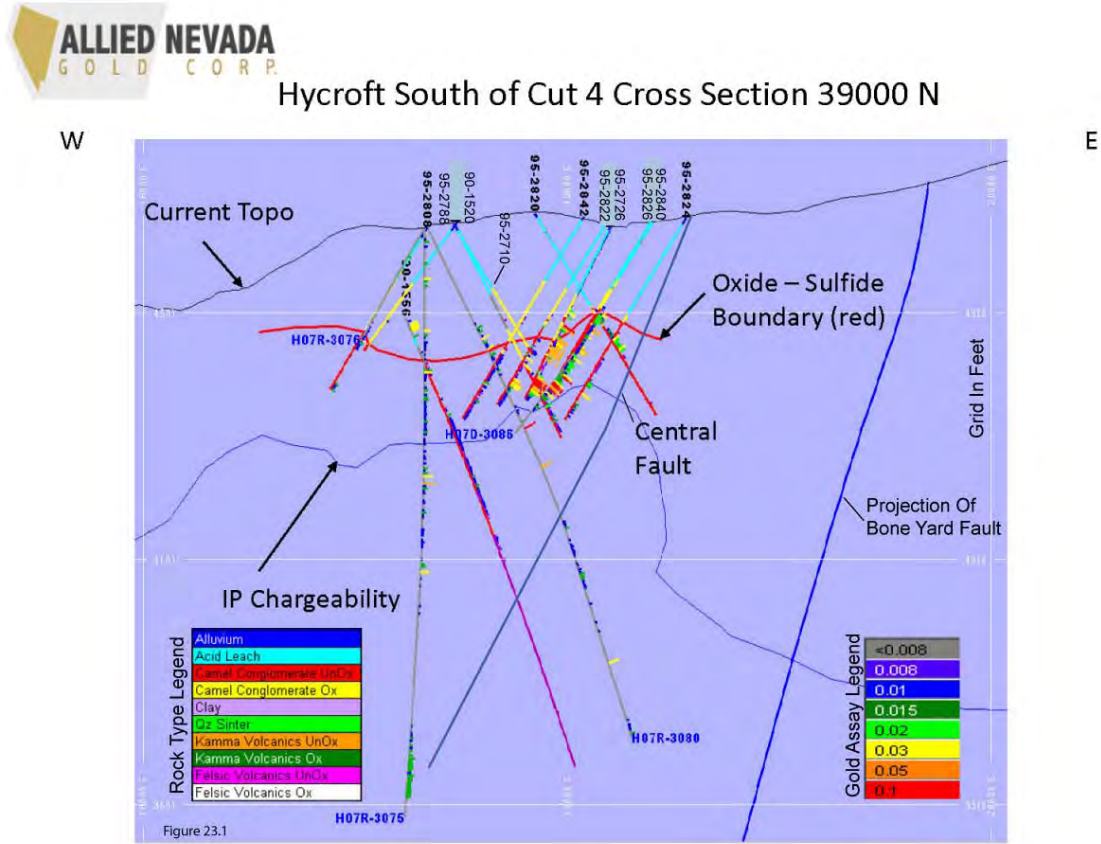 ALLIED NEVADA
GOLD CORP.
Hycroft South of Cut 4 Cross Section 39000 N
W
E
95-2808
95-2788
90-1520
95-2710
95-2820
95-2842
95-2822
95-2726
95-2826
95-2840
95-2824
Current Topo
Oxide – Sulfide
Boundary (red)
H07R-3076
H07D-3086
Central
Fault
Grid In Feet
Projection Of
Bone Yard Fault
IP Chargeability
H07R-3080
H07R-3075
Rock Type Legend
Alluvium
Acid Leach
Camel Conglomerate UnOx
Camel Conglomerate Ox
Clay
Qz Sinter
Kamma Volcanics UnOx
Kamma Volcanics Ox
Felsic Volcanics UnOx
Felsic Volcanics Ox
Gold Assay Legend
<0.008
0.008
0.01
0.015
0.02
0.03
0.05
0.1
Figure 23.1